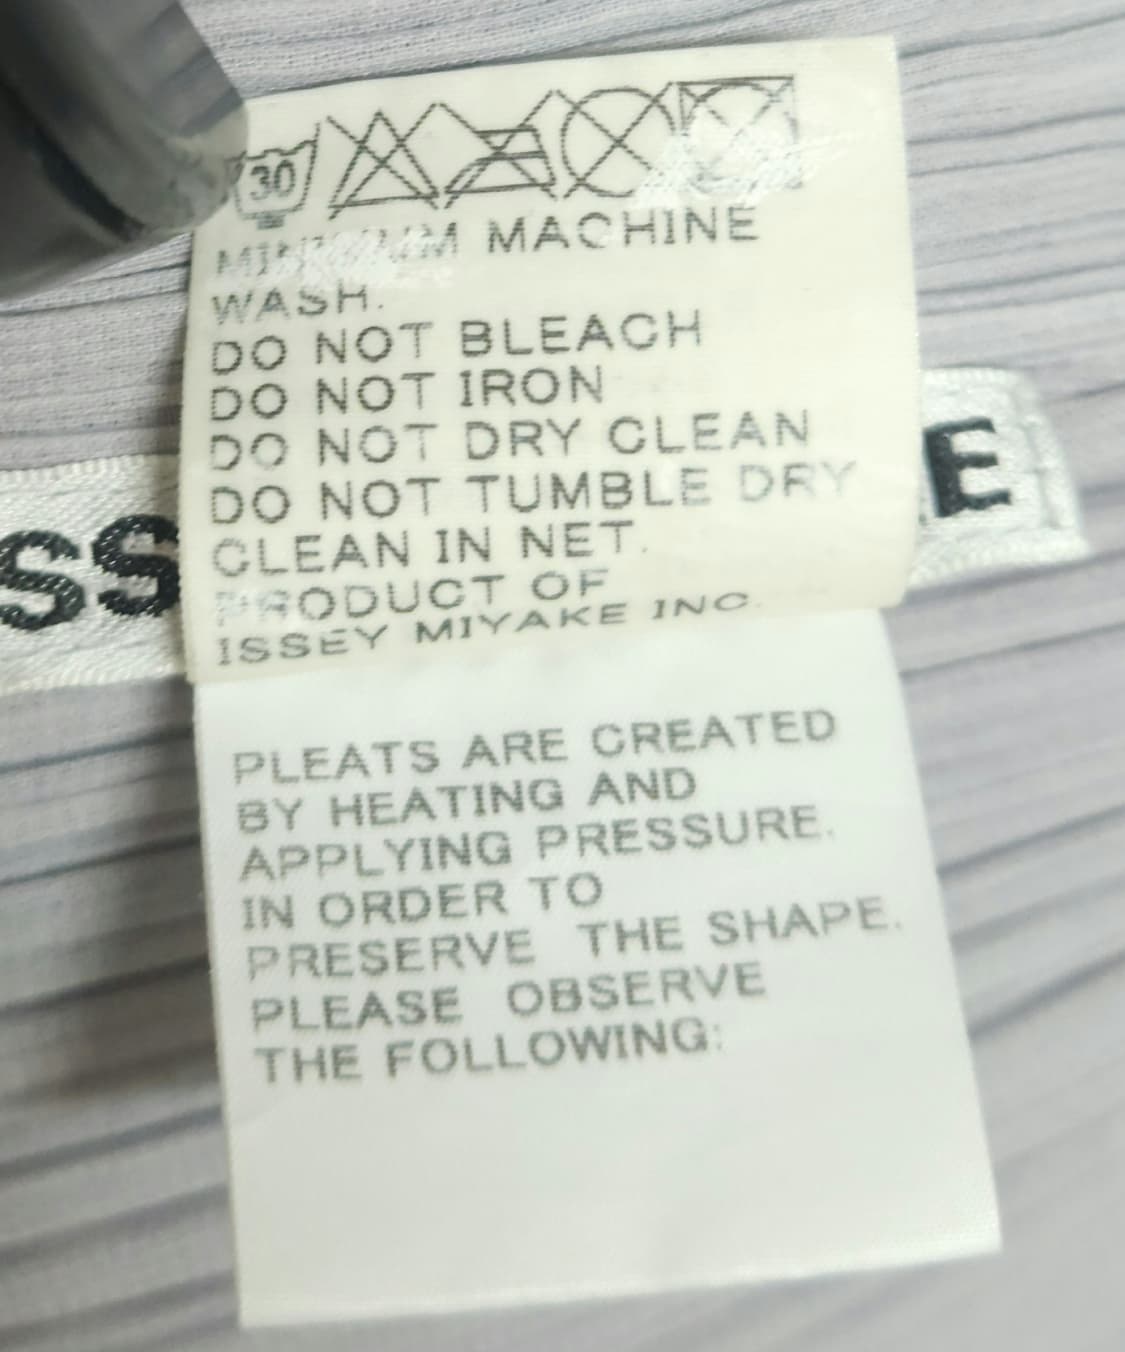 30
MINIMUM MACHINE
WASH.
DO NOT BLEACH
DO NOT IRON
DO NOT DRY CLEAN
DO NOT TUMBLE DRY
CLEAN IN NET.
PRODUCT OF
ISSEY MIYAKE INC.
SS E
PLEATS ARE CREATED
BY HEATING AND
APPLYING PRESSURE.
IN ORDER TO
PRESERVE THE SHAPE.
PLEASE OBSERVE
THE FOLLOWING: